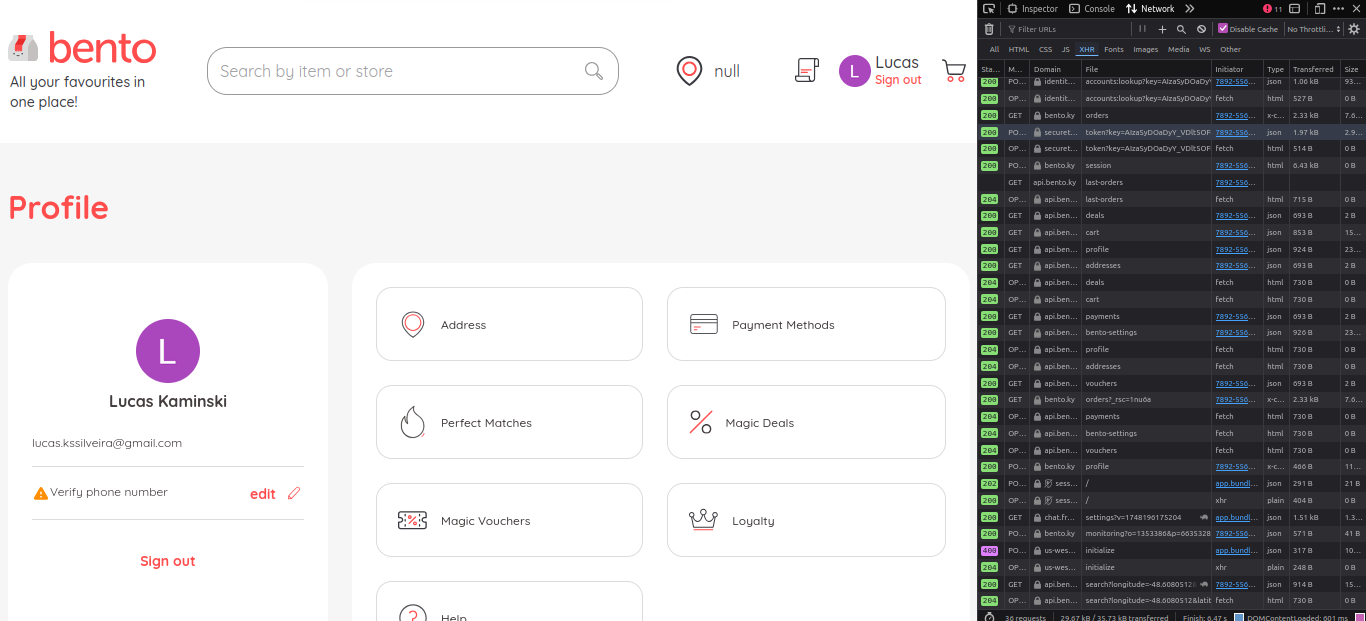 bento
All your favourites in
one place!
Search by item or store
null
L
Lucas
Sign out
Profile
L
Lucas Kaminski
lucas.kssilveira@gmail.com
Verify phone number
edit
Sign out
Address
Payment Methods
Perfect Matches
Magic Deals
Magic Vouchers
Loyalty
Help
Inspector Console Network 11
Filter URLs Disable Cache No Throttli...
All HTML CSS JS XHR Fonts Images Media WS Other
Sta... M... Domain File Initiator Type Transferred Size
200 PO... identit... 7892-556... json 1.06 kB 93...
200 OP... identit... fetch html 527 B 0 B
200 GET bento.ky orders 7892-556... x-c... 2.33 kB 7.6...
200 PO... securet... 7892-556... json 1.97 kB 2.9...
200 OP... securet... fetch html 514 B 0 B
200 PO... bento.ky session 7892-556... html 6.43 kB 0 B
GET api.bento.ky last-orders 7892-556...
204 OP... api.ben... last-orders fetch html 715 B 0 B
200 GET api.ben... deals 7892-556... json 693 B 2 B
200 GET api.ben... cart 7892-556... json 853 B 15...
200 GET api.ben... profile 7892-556... json 924 B 23...
200 GET api.ben... addresses 7892-556... json 693 B 2 B
204 OP... api.ben... deals fetch html 730 B 0 B
204 OP... api.ben... cart fetch html 730 B 0 B
200 GET api.ben... payments 7892-556... json 693 B 2 B
200 GET api.ben... bento-settings 7892-556... json 926 B 23...
204 OP... api.ben... profile fetch html 730 B 0 B
204 OP... api.ben... addresses fetch html 730 B 0 B
200 GET api.ben... vouchers 7892-556... json 693 B 2 B
200 GET bento.ky orders?_rsc=1nu6a 7892-556... x-c... 2.33 kB 7.6...
204 OP... api.ben... payments fetch html 730 B 0 B
204 OP... api.ben... bento-settings fetch html 730 B 0 B
204 OP... api.ben... vouchers fetch html 730 B 0 B
200 PO... bento.ky profile 7892-556... x-c... 466 B 11...
202 PO... sess... / app.bundl... json 291 B 21 B
200 OP... sess... / xhr plain 404 B 0 B
200 GET chat.fr... settings?v=1748196175204 app.bundl... json 1.51 kB 1.3...
200 PO... bento.ky monitoring?o=1353386&p=6635328 7892-556... json 571 B 41 B
400 PO... us-wes... initialize app.bundl... json 317 B 10...
204 OP... us-wes... initialize xhr plain 248 B 0 B
200 GET api.ben... search?longitude=-48.6080512 7892-556... json 914 B 15...
204 OP... api.ben... search?longitude=-48.6080512&latit fetch html 730 B 0 B
36 requests 29.67 kB / 35.73 kB transferred Finish: 6.47 s DOMContentLoaded: 601 ms